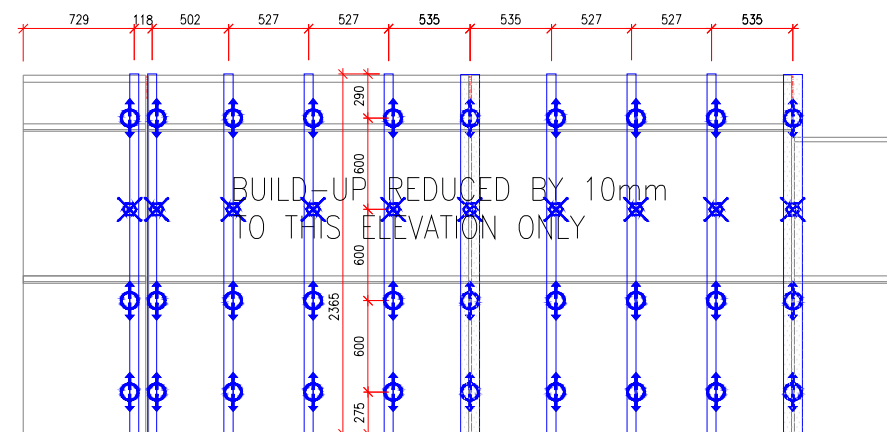 729 118 502 527 527 535 535 527 527 535
290
600
BUILD-UP REDUCED BY 10mm
TO THIS ELEVATION ONLY
600
2365
600
275